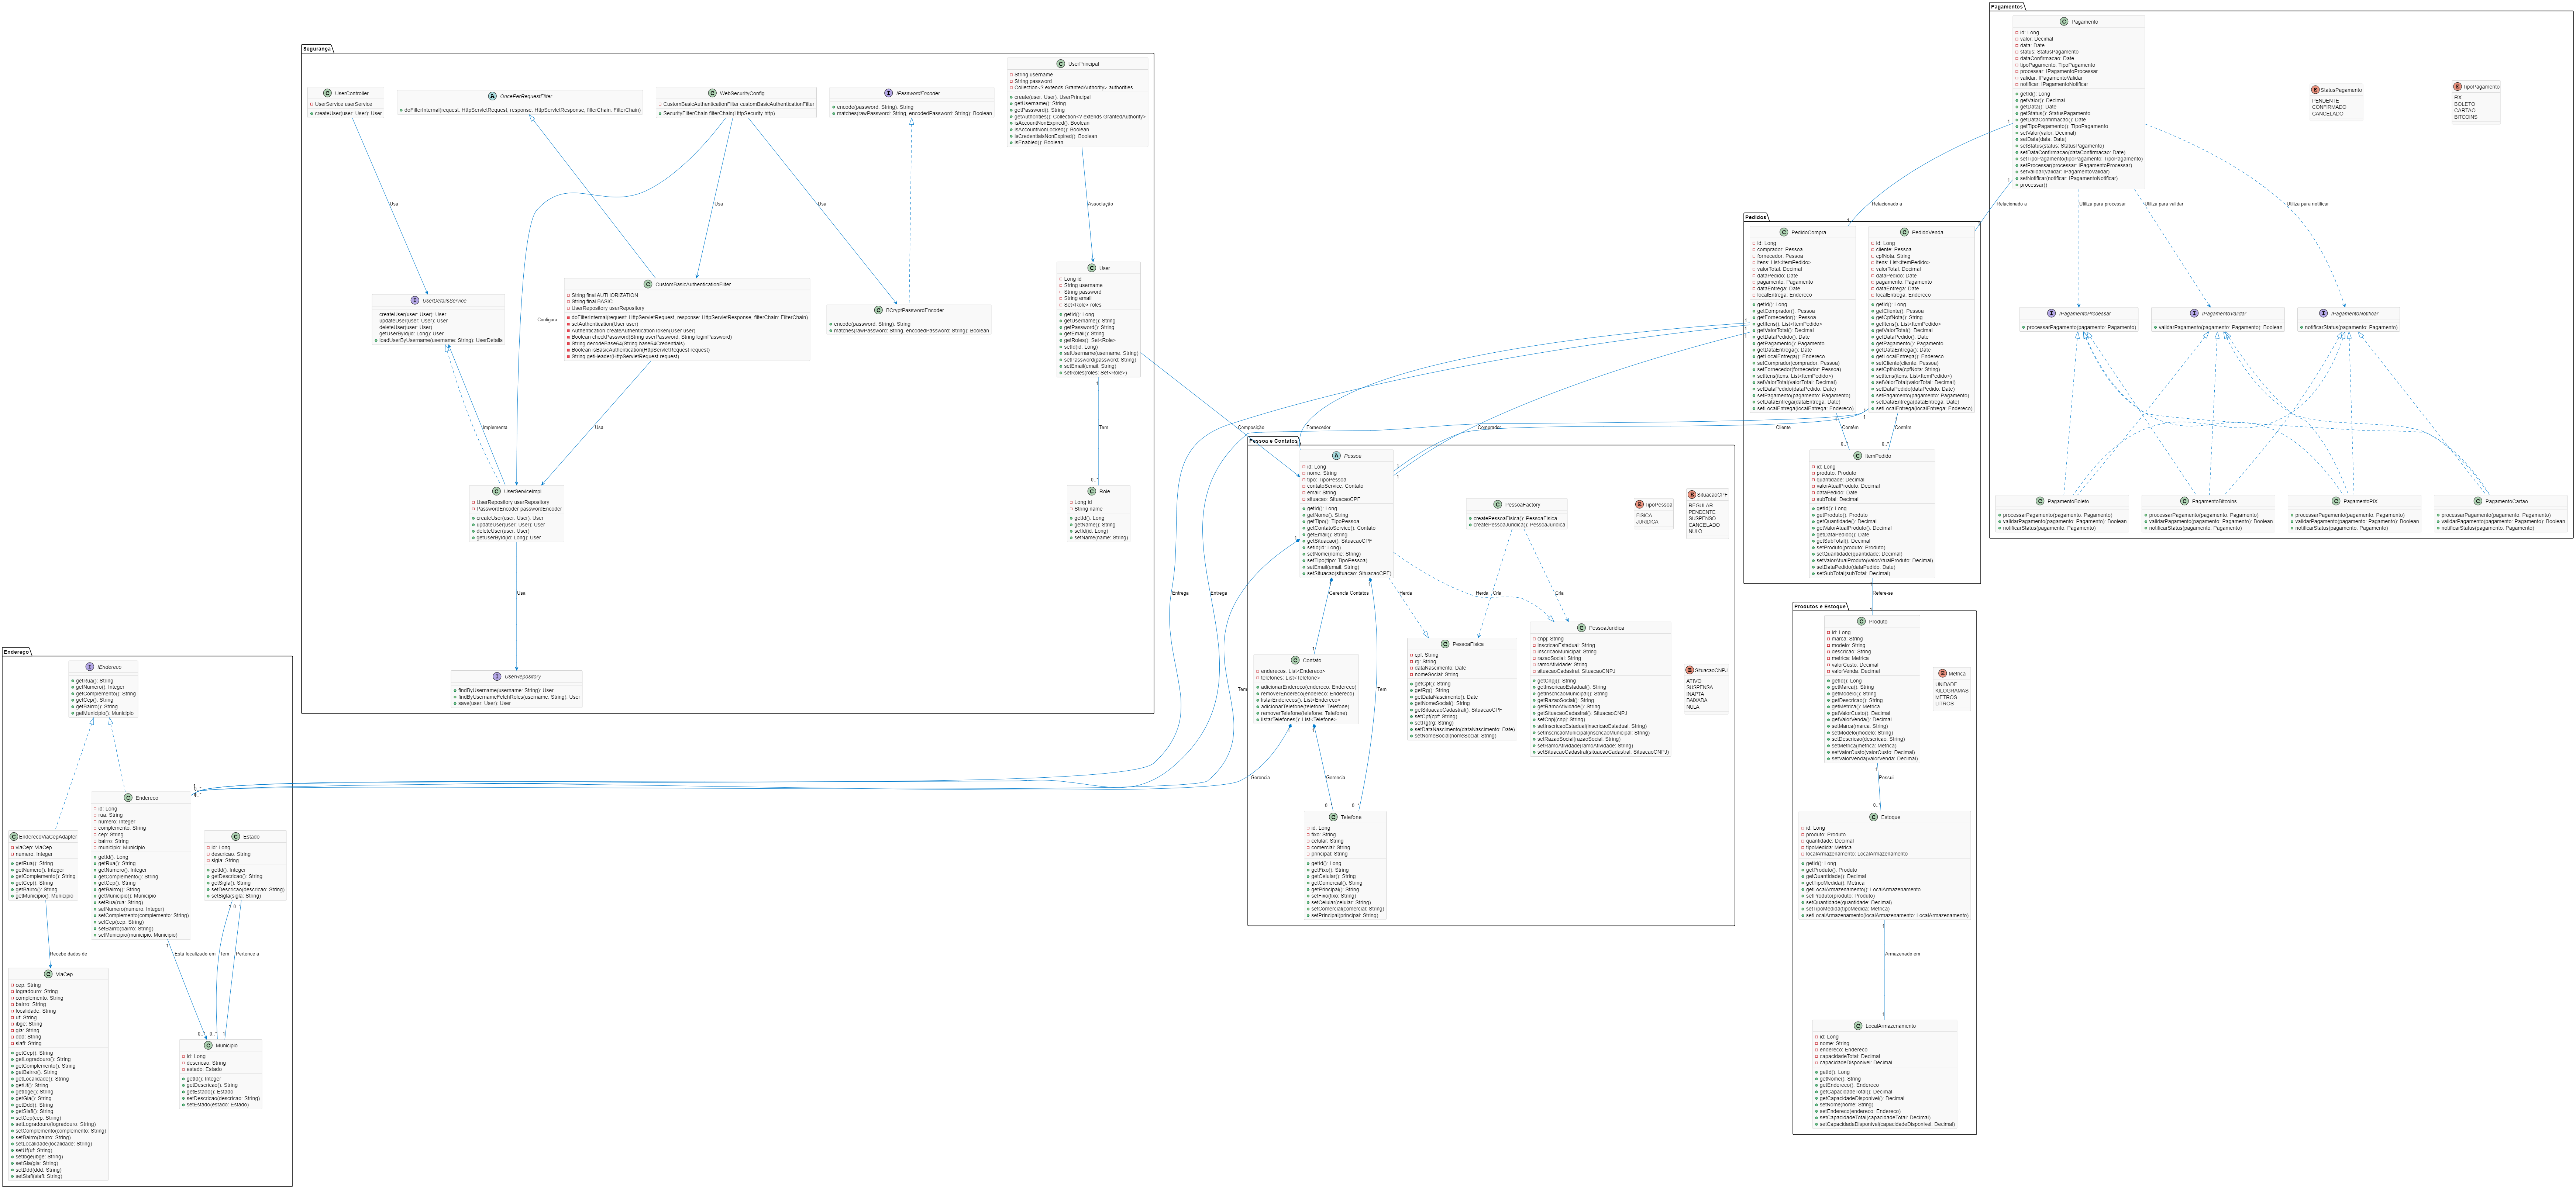 Segurança
UserController
UserService userService
createUser(user: User): User
OncePerRequestFilter
doFilterInternal(request: HttpServletRequest, response: HttpServletResponse, filterChain: FilterChain)
WebSecurityConfig
CustomBasicAuthenticationFilter customBasicAuthenticationFilter
SecurityFilterChain filterChain(HttpSecurity http)
IPasswordEncoder
encode(password: String): String
matches(rawPassword: String, encodedPassword: String): Boolean
UserPrincipal
String username
String password
Collection<? extends GrantedAuthority> authorities
create(user: User): UserPrincipal
getUsername(): String
getPassword(): String
getAuthorities(): Collection<? extends GrantedAuthority>
isAccountNonExpired(): Boolean
isAccountNonLocked(): Boolean
isCredentialsNonExpired(): Boolean
isEnabled(): Boolean
Usa
Usa
Usa
Associação
UserDetailsService
createUser(user: User): User
updateUser(user: User): User
deleteUser(user: User)
getUserById(id: Long): User
loadUserByUsername(username: String): UserDetails
Configura
CustomBasicAuthenticationFilter
String final AUTHORIZATION
String final BASIC
UserRepository userRepository
doFilterInternal(request: HttpServletRequest, response: HttpServletResponse, filterChain: FilterChain)
setAuthentication(User user)
Authentication createAuthenticationToken(User user)
Boolean checkPassword(String userPassword, String loginPassword)
String decodeBase64(String base64Credentials)
Boolean isBasicAuthentication(HttpServletRequest request)
String getHeader(HttpServletRequest request)
BCryptPasswordEncoder
encode(password: String): String
matches(rawPassword: String, encodedPassword: String): Boolean
User
Long id
String username
String password
String email
Set<Role> roles
getId(): Long
getUsername(): String
getPassword(): String
getEmail(): String
getRoles(): Set<Role>
setId(id: Long)
setUsername(username: String)
setPassword(password: String)
setEmail(email: String)
setRoles(roles: Set<Role>)
Implementa
Usa
1
Tem
0..*
Composição
UserServiceImpl
UserRepository userRepository
PasswordEncoder passwordEncoder
createUser(user: User): User
updateUser(user: User): User
deleteUser(user: User)
getUserById(id: Long): User
Role
Long id
String name
getId(): Long
getName(): String
setId(id: Long)
setName(name: String)
Usa
UserRepository
findByUsername(username: String): User
findByUsernameFetchRoles(username: String): User
save(user: User): User
Pagamentos
Pagamento
id: Long
valor: Decimal
data: Date
status: StatusPagamento
dataConfirmacao: Date
tipoPagamento: TipoPagamento
processar: IPagamentoProcessar
validar: IPagamentoValidar
notificar: IPagamentoNotificar
getId(): Long
getValor(): Decimal
getData(): Date
getStatus(): StatusPagamento
getDataConfirmacao(): Date
getTipoPagamento(): TipoPagamento
setValor(valor: Decimal)
setData(data: Date)
setStatus(status: StatusPagamento)
setDataConfirmacao(dataConfirmacao: Date)
setTipoPagamento(tipoPagamento: TipoPagamento)
setProcessar(processar: IPagamentoProcessar)
setValidar(validar: IPagamentoValidar)
setNotificar(notificar: IPagamentoNotificar)
processar()
StatusPagamento
PENDENTE
CONFIRMADO
CANCELADO
TipoPagamento
PIX
BOLETO
CARTAO
BITCOINS
1
1
Relacionado a
Relacionado a
Utiliza para processar
Utiliza para validar
Utiliza para notificar
IPagamentoProcessar
processarPagamento(pagamento: Pagamento)
IPagamentoValidar
validarPagamento(pagamento: Pagamento): Boolean
IPagamentoNotificar
notificarStatus(pagamento: Pagamento)
PagamentoBoleto
processarPagamento(pagamento: Pagamento)
validarPagamento(pagamento: Pagamento): Boolean
notificarStatus(pagamento: Pagamento)
PagamentoBitcoins
processarPagamento(pagamento: Pagamento)
validarPagamento(pagamento: Pagamento): Boolean
notificarStatus(pagamento: Pagamento)
PagamentoPIX
processarPagamento(pagamento: Pagamento)
validarPagamento(pagamento: Pagamento): Boolean
notificarStatus(pagamento: Pagamento)
PagamentoCartao
processarPagamento(pagamento: Pagamento)
validarPagamento(pagamento: Pagamento): Boolean
notificarStatus(pagamento: Pagamento)
Pedidos
1
PedidoCompra
id: Long
comprador: Pessoa
fornecedor: Pessoa
itens: List<ItemPedido>
valorTotal: Decimal
dataPedido: Date
pagamento: Pagamento
dataEntrega: Date
localEntrega: Endereco
getId(): Long
getComprador(): Pessoa
getFornecedor(): Pessoa
getItens(): List<ItemPedido>
getValorTotal(): Decimal
getDataPedido(): Date
getPagamento(): Pagamento
getDataEntrega(): Date
getLocalEntrega(): Endereco
setComprador(comprador: Pessoa)
setFornecedor(fornecedor: Pessoa)
setItens(itens: List<ItemPedido>)
setValorTotal(valorTotal: Decimal)
setDataPedido(dataPedido: Date)
setPagamento(pagamento: Pagamento)
setDataEntrega(dataEntrega: Date)
setLocalEntrega(localEntrega: Endereco)
PedidoVenda
id: Long
cliente: Pessoa
cpfNota: String
itens: List<ItemPedido>
valorTotal: Decimal
dataPedido: Date
pagamento: Pagamento
dataEntrega: Date
localEntrega: Endereco
getId(): Long
getCliente(): Pessoa
getCpfNota(): String
getItens(): List<ItemPedido>
getValorTotal(): Decimal
getDataPedido(): Date
getPagamento(): Pagamento
getDataEntrega(): Date
getLocalEntrega(): Endereco
setCliente(cliente: Pessoa)
setCpfNota(cpfNota: String)
setItens(itens: List<ItemPedido>)
setValorTotal(valorTotal: Decimal)
setDataPedido(dataPedido: Date)
setPagamento(pagamento: Pagamento)
setDataEntrega(dataEntrega: Date)
setLocalEntrega(localEntrega: Endereco)
Fornecedor
Comprador
Cliente
1
Contém
0..*
1
Contém
0..*
ItemPedido
id: Long
produto: Produto
quantidade: Decimal
valorAtualProduto: Decimal
dataPedido: Date
subTotal: Decimal
getId(): Long
getProduto(): Produto
getQuantidade(): Decimal
getValorAtualProduto(): Decimal
getDataPedido(): Date
getSubTotal(): Decimal
setProduto(produto: Produto)
setQuantidade(quantidade: Decimal)
setValorAtualProduto(valorAtualProduto: Decimal)
setDataPedido(dataPedido: Date)
setSubTotal(subTotal: Decimal)
Refere-se
1
Pessoa e Contatos
Pessoa
id: Long
nome: String
tipo: TipoPessoa
contatoService: Contato
email: String
situacao: SituacaoCPF
getId(): Long
getNome(): String
getTipo(): TipoPessoa
getContatoService(): Contato
getEmail(): String
getSituacao(): SituacaoCPF
setId(id: Long)
setNome(nome: String)
setTipo(tipo: TipoPessoa)
setEmail(email: String)
setSituacao(situacao: SituacaoCPF)
PessoaFactory
createPessoaFisica(): PessoaFisica
createPessoaJuridica(): PessoaJuridica
TipoPessoa
FISICA
JURIDICA
SituacaoCPF
REGULAR
PENDENTE
SUSPENSO
CANCELADO
NULO
Entrega
Entrega
Gerencia Contatos
Herda
Herda
Cria
Cria
Contato
enderecos: List<Endereco>
telefones: List<Telefone>
adicionarEndereco(endereco: Endereco)
removerEndereco(endereco: Endereco)
listarEnderecos(): List<Endereco>
adicionarTelefone(telefone: Telefone)
removerTelefone(telefone: Telefone)
listarTelefones(): List<Telefone>
Tem
Tem
PessoaFisica
cpf: String
rg: String
dataNascimento: Date
nomeSocial: String
getCpf(): String
getRg(): String
getDataNascimento(): Date
getNomeSocial(): String
getSituacaoCadastral(): SituacaoCPF
setCpf(cpf: String)
setRg(rg: String)
setDataNascimento(dataNascimento: Date)
setNomeSocial(nomeSocial: String)
PessoaJuridica
cnpj: String
inscricaoEstadual: String
inscricaoMunicipal: String
razaoSocial: String
ramoAtividade: String
situacaoCadastral: SituacaoCNPJ
getCnpj(): String
getInscricaoEstadual(): String
getInscricaoMunicipal(): String
getRazaoSocial(): String
getRamoAtividade(): String
getSituacaoCadastral(): SituacaoCNPJ
setCnpj(cnpj: String)
setInscricaoEstadual(inscricaoEstadual: String)
setInscricaoMunicipal(inscricaoMunicipal: String)
setRazaoSocial(razaoSocial: String)
setRamoAtividade(ramoAtividade: String)
setSituacaoCadastral(situacaoCadastral: SituacaoCNPJ)
SituacaoCNPJ
ATIVO
SUSPENSA
INAPTA
BAIXADA
NULA
Gerencia
Gerencia
0..*
0..*
Telefone
id: Long
fixo: String
celular: String
comercial: String
principal: String
getId(): Long
getFixo(): String
getCelular(): String
getComercial(): String
getPrincipal(): String
setFixo(fixo: String)
setCelular(celular: String)
setComercial(comercial: String)
setPrincipal(principal: String)
Produtos e Estoque
Produto
id: Long
marca: String
modelo: String
descricao: String
metrica: Metrica
valorCusto: Decimal
valorVenda: Decimal
getId(): Long
getMarca(): String
getModelo(): String
getDescricao(): String
getMetrica(): Metrica
getValorCusto(): Decimal
getValorVenda(): Decimal
setMarca(marca: String)
setModelo(modelo: String)
setDescricao(descricao: String)
setMetrica(metrica: Metrica)
setValorCusto(valorCusto: Decimal)
setValorVenda(valorVenda: Decimal)
Metrica
UNIDADE
KILOGRAMAS
METROS
LITROS
1
Possui
0..*
Estoque
id: Long
produto: Produto
quantidade: Decimal
tipoMedida: Metrica
localArmazenamento: LocalArmazenamento
getId(): Long
getProduto(): Produto
getQuantidade(): Decimal
getTipoMedida(): Metrica
getLocalArmazenamento(): LocalArmazenamento
setProduto(produto: Produto)
setQuantidade(quantidade: Decimal)
setTipoMedida(tipoMedida: Metrica)
setLocalArmazenamento(localArmazenamento: LocalArmazenamento)
1
Armazenado em
1
LocalArmazenamento
id: Long
nome: String
endereco: Endereco
capacidadeTotal: Decimal
capacidadeDisponivel: Decimal
getId(): Long
getNome(): String
getEndereco(): Endereco
getCapacidadeTotal(): Decimal
getCapacidadeDisponivel(): Decimal
setNome(nome: String)
setEndereco(endereco: Endereco)
setCapacidadeTotal(capacidadeTotal: Decimal)
setCapacidadeDisponivel(capacidadeDisponivel: Decimal)
Endereço
IEndereco
getRua(): String
getNumero(): Integer
getComplemento(): String
getCep(): String
getBairro(): String
getMunicipio(): Municipio
EnderecoViaCepAdapter
viaCep: ViaCep
numero: Integer
getRua(): String
getNumero(): Integer
getComplemento(): String
getCep(): String
getBairro(): String
getMunicipio(): Municipio
Endereco
id: Long
rua: String
numero: Integer
complemento: String
cep: String
bairro: String
municipio: Municipio
getId(): Long
getRua(): String
getNumero(): Integer
getComplemento(): String
getCep(): String
getBairro(): String
getMunicipio(): Municipio
setRua(rua: String)
setNumero(numero: Integer)
setComplemento(complemento: String)
setCep(cep: String)
setBairro(bairro: String)
setMunicipio(municipio: Municipio)
Estado
id: Long
descricao: String
sigla: String
getId(): Integer
getDescricao(): String
getSigla(): String
setDescricao(descricao: String)
setSigla(sigla: String)
1
0..*
1
Recebe dados da
Está localizado em
Tem
Pertence a
0..*
0..*
1
ViaCep
cep: String
logradouro: String
complemento: String
bairro: String
localidade: String
uf: String
ibge: String
gia: String
ddd: String
siafi: String
getCep(): String
getLogradouro(): String
getComplemento(): String
getBairro(): String
getLocalidade(): String
getUf(): String
getIbge(): String
getGia(): String
getDdd(): String
getSiafi(): String
setCep(cep: String)
setLogradouro(logradouro: String)
setComplemento(complemento: String)
setBairro(bairro: String)
setLocalidade(localidade: String)
setUf(uf: String)
setIbge(ibge: String)
setGia(gia: String)
setDdd(ddd: String)
setSiafi(siafi: String)
Municipio
id: Long
descricao: String
estado: Estado
getId(): Integer
getDescricao(): String
getEstado(): Estado
setDescricao(descricao: String)
setEstado(estado: Estado)